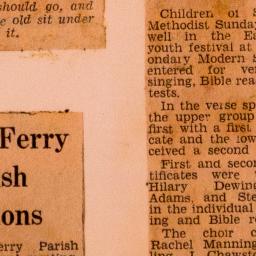 should go, and
e old sit under
it.
Ferry
sh
ons
erry Parish
Children of S
Methodist Sunday
well in the Ea
youth festival at
ondary Modern S
entered for ve
singing, Bible rea
tests.
In the verse sp
the upper group
first with a first
cate and the low
ceived a second
First and secon
tificates were
Hilary Dewin
Adams, and Ste
in the individual
ing and Bible r
The choir c
Rachel Manning